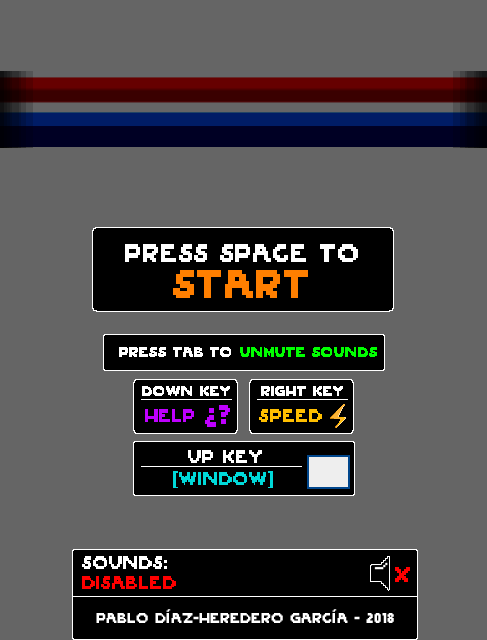 PRESS SPACE TO
START
PRESS TAB TO UNMUTE SOUNDS
DOWN KEY
HELP ¿?
RIGHT KEY
SPEED
UP KEY
[WINDOW]
SOUNDS:
DISABLED
PABLO DÍAZ-HEREDERO GARCÍA - 2018